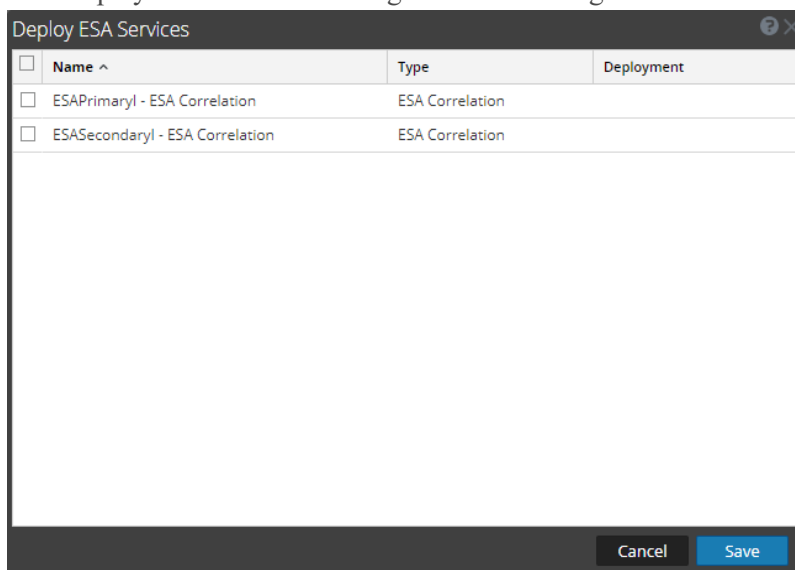 Deploy ESA Services
Name Type Deployment
ESAPrimaryl - ESA Correlation ESA Correlation
ESASecondaryl - ESA Correlation ESA Correlation
Cancel Save